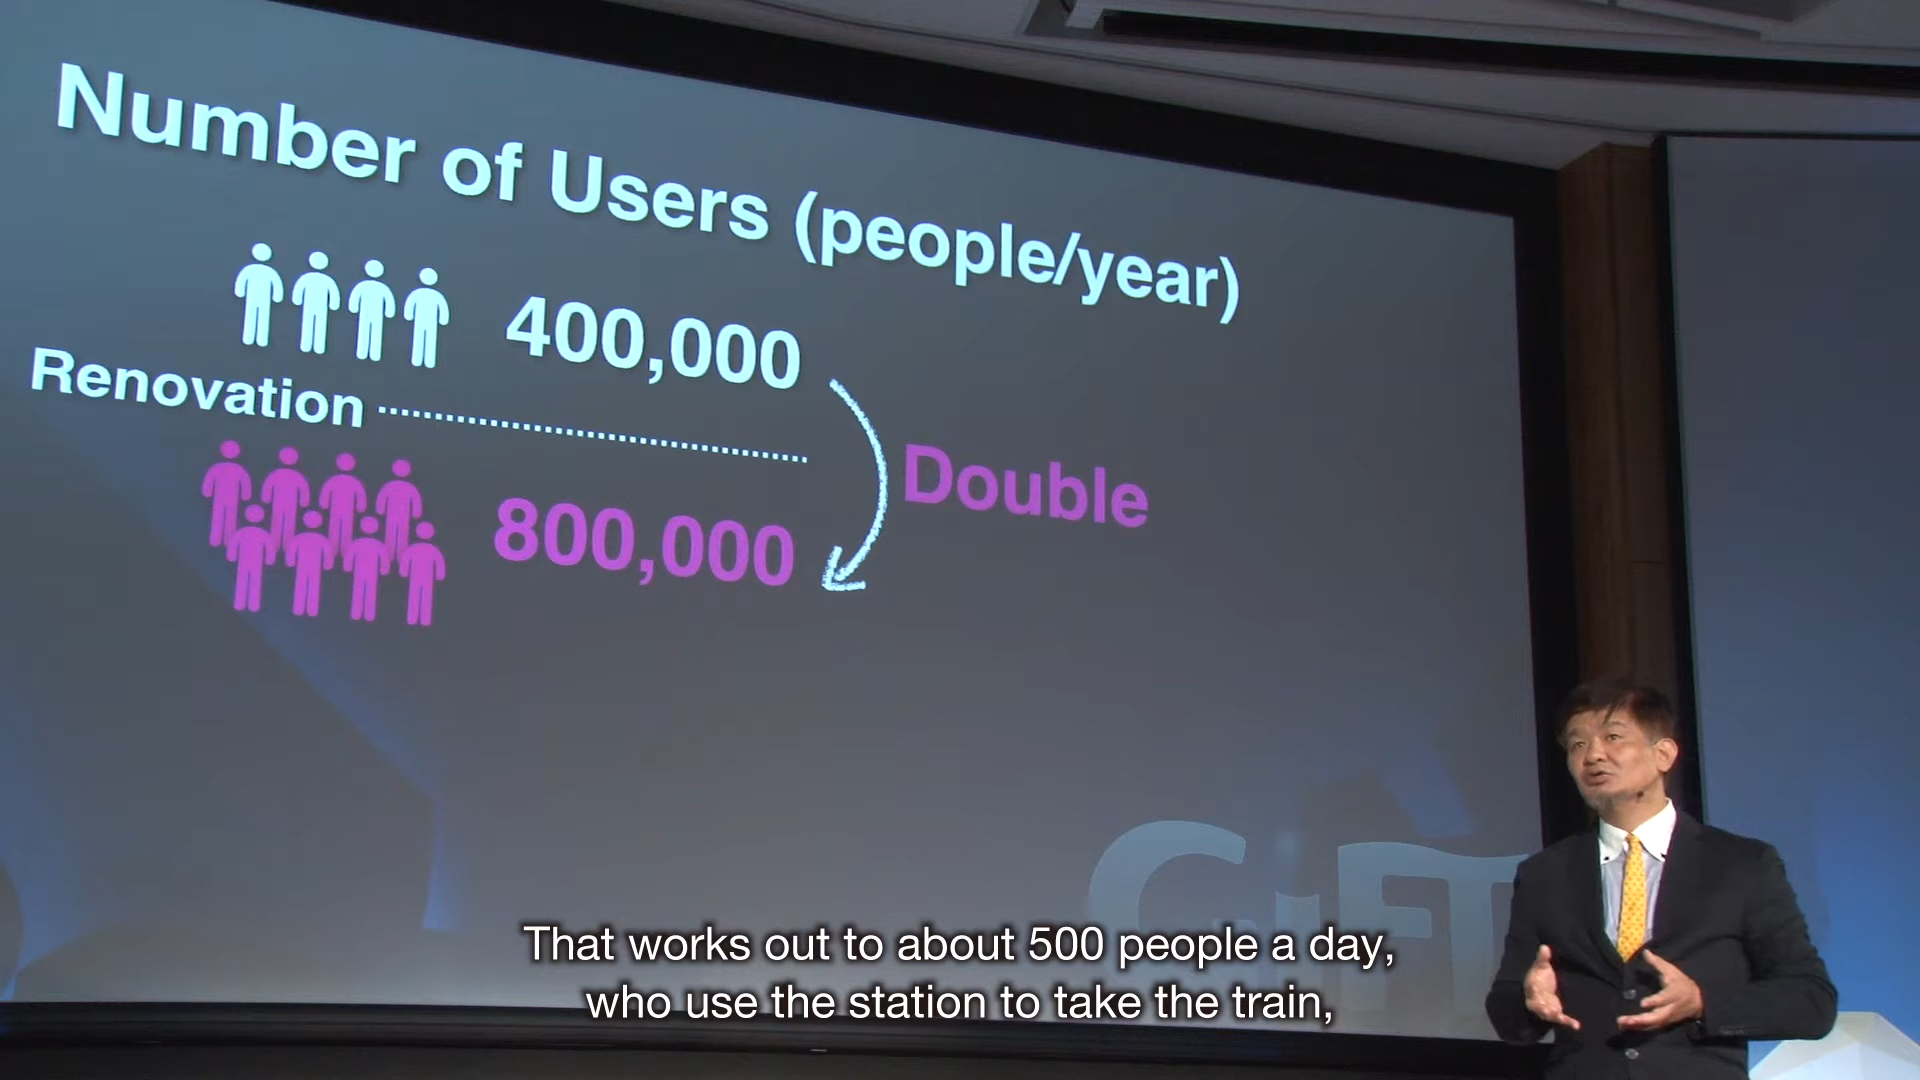 Number of Users (people/year)
400,000
Renovation
Double
800,000
That works out to about 500 people a day,
who use the station to take the train,